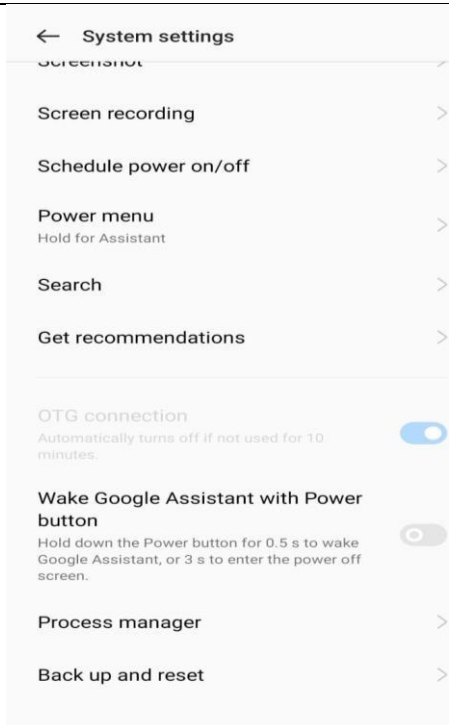 System settings
Screenshot
Screen recording
Schedule power on/off
Power menu
Hold for Assistant
Search
Get recommendations
OTG connection
Automatically turns off if not used for 10
minutes.
Wake Google Assistant with Power
button
Hold down the Power button for 0.5 s to wake
Google Assistant, or 3 s to enter the power off
screen.
Process manager
Back up and reset